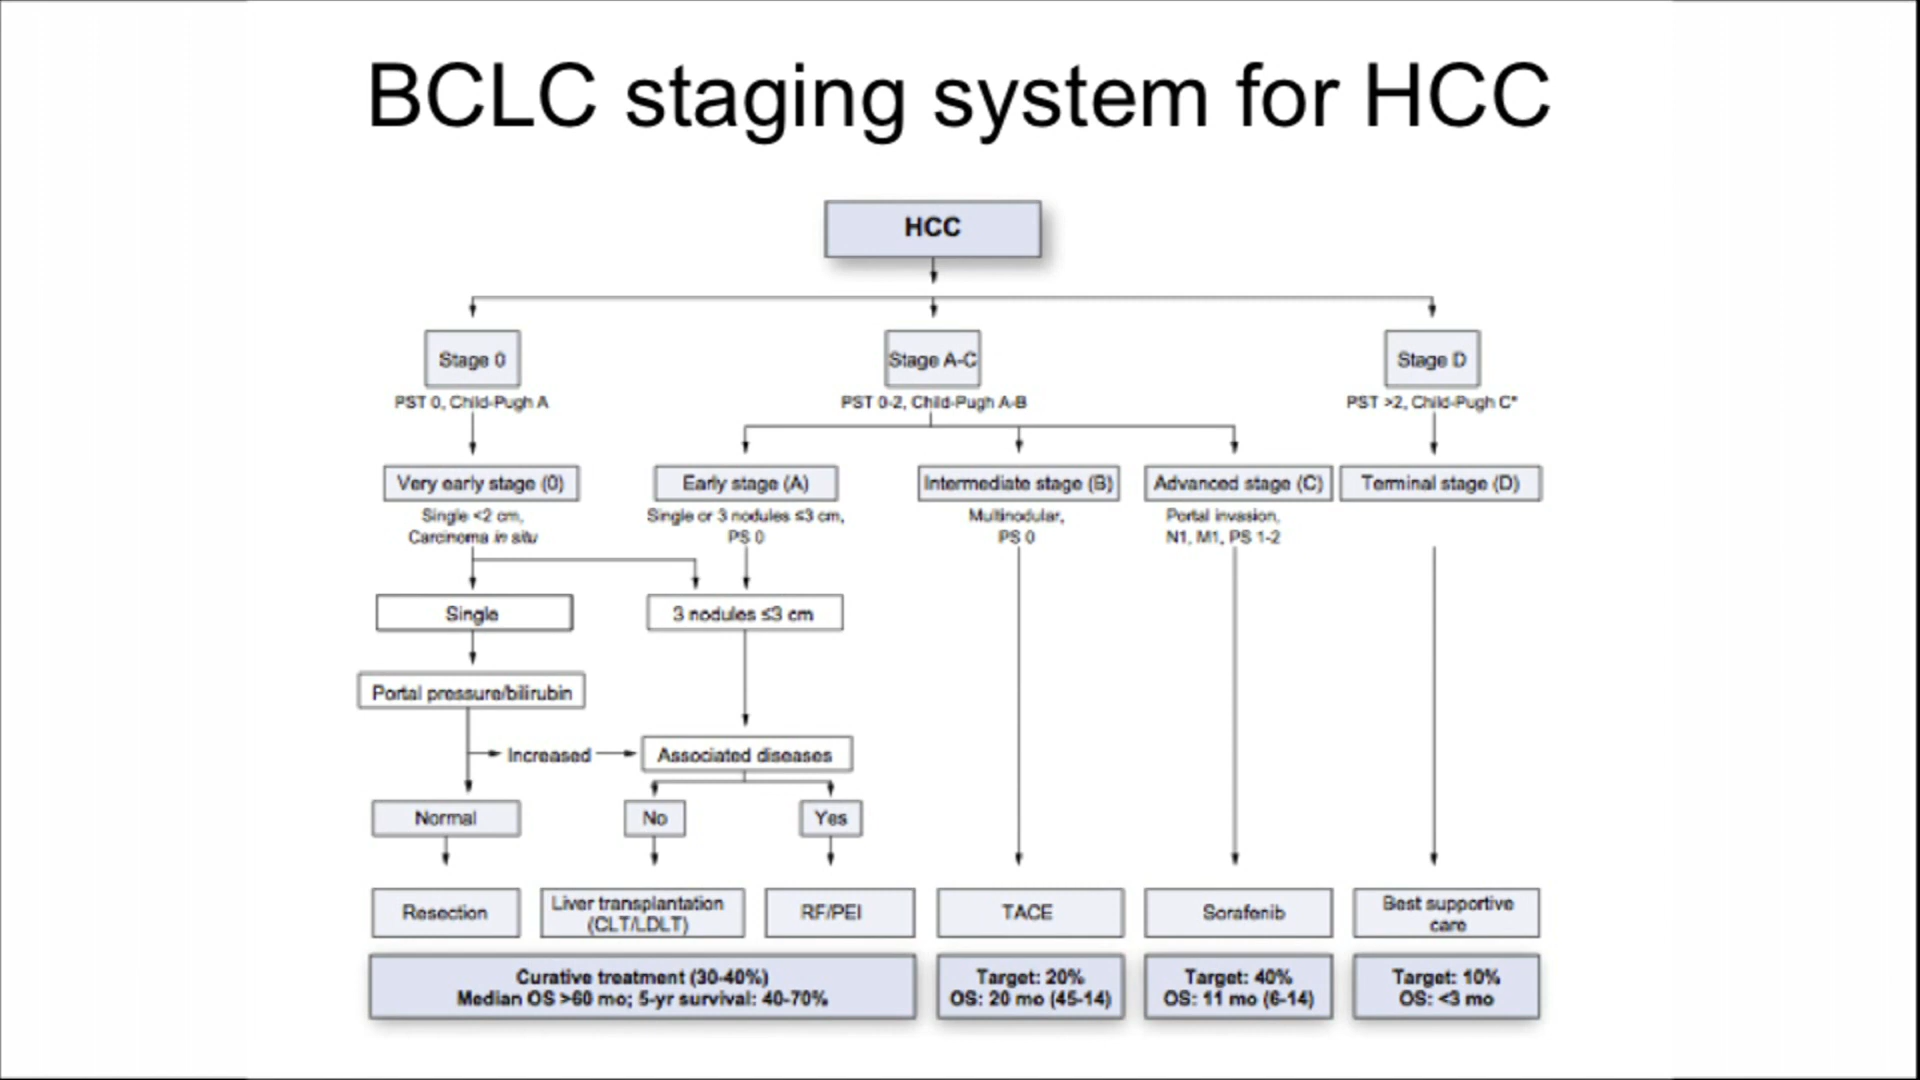 BCLC staging system for HCC
HCC
Stage 0
Stage A-C
Stage D
PST 0, Child-Pugh A
PST 0-2, Child-Pugh A-B
PST >2, Child-Pugh C*
Very early stage (0)
Early stage (A)
Intermediate stage (B)
Advanced stage (C)
Terminal stage (D)
Single <2 cm,
Carcinoma in situ
Single or 3 nodules ≤3 cm,
PS 0
Multinodular,
PS 0
Portal invasion,
N1, M1, PS 1-2
Single
3 nodules ≤3 cm
Portal pressure/bilirubin
Increased
Associated diseases
Normal
No
Yes
Resection
Liver transplantation
(CLT/LDLT)
RF/PEI
TACE
Sorafenib
Best supportive
care
Curative treatment (30-40%)
Median OS >60 mo; 5-yr survival: 40-70%
Target: 20%
OS: 20 mo (45-14)
Target: 40%
OS: 11 mo (6-14)
Target: 10%
OS: <3 mo